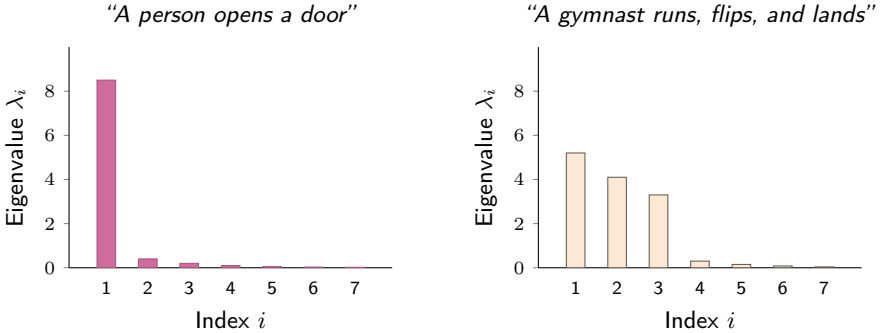 “A person opens a door”
Eigenvalue λᵢ
8
6
4
2
0
1 2 3 4 5 6 7
Index i
“A gymnast runs, flips, and lands”
Eigenvalue λᵢ
8
6
4
2
0
1 2 3 4 5 6 7
Index i